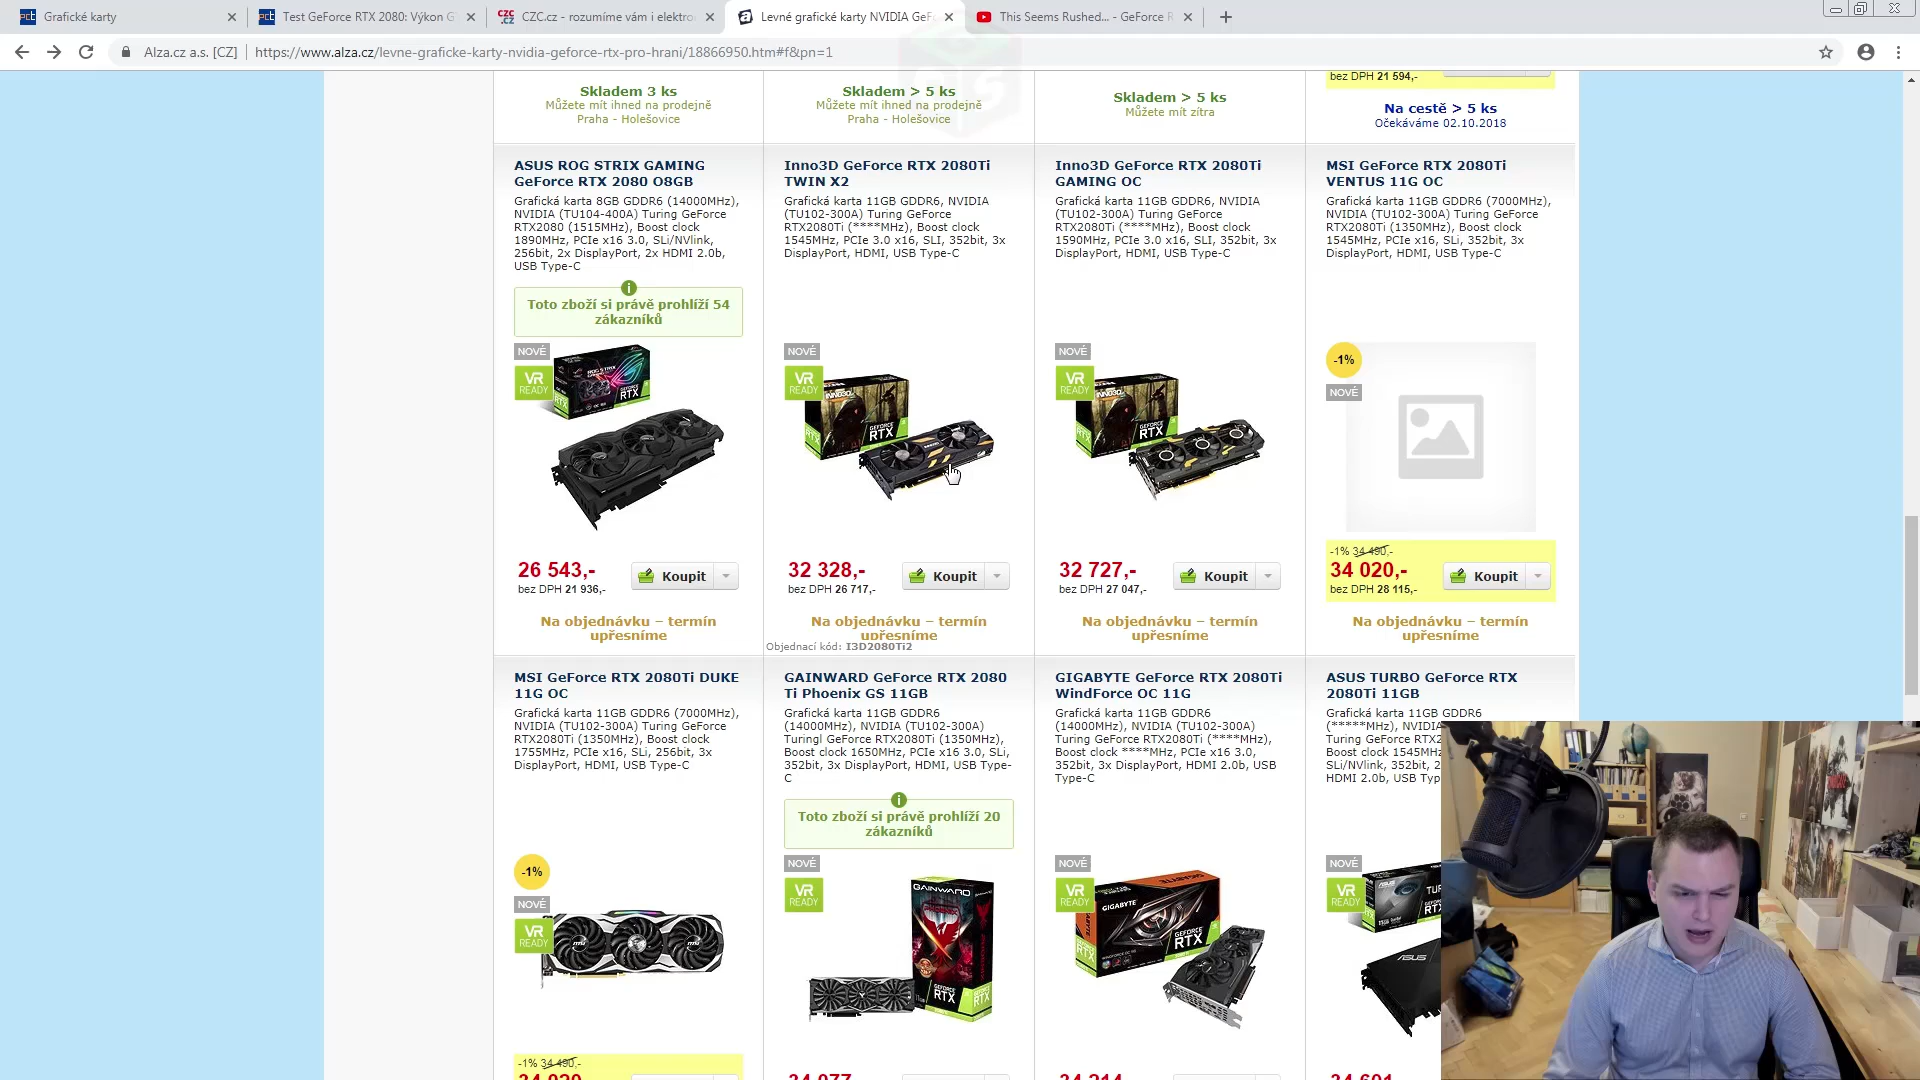 Grafické karty
Test GeForce RTX 2080: Výkon G
CZC.cz - rozumíme vám i elektro
Levné grafické karty NVIDIA GeF
This Seems Rushed... - GeForce R
Alza.cz a.s. [CZ]
https://www.alza.cz/levne-graficke-karty-nvidia-geforce-rtx-pro-hrani/18866950.htm#f&pn=1
bez DPH 21 594,-
Skladem 3 ks
Můžete mít ihned na prodejně
Praha - Holešovice
Skladem > 5 ks
Můžete mít ihned na prodejně
Praha - Holešovice
Skladem > 5 ks
Můžete mít zítra
Na cestě > 5 ks
Očekáváme 02.10.2018
ASUS ROG STRIX GAMING
GeForce RTX 2080 O8GB
Grafická karta 8GB GDDR6 (14000MHz),
NVIDIA (TU104-400A) Turing GeForce
RTX2080 (1515MHz), Boost clock
1890MHz, PCIe x16 3.0, SLi/NVlink,
256bit, 2x DisplayPort, 2x HDMI 2.0b,
USB Type-C
Toto zboží si právě prohlíží 54
zákazníků
NOVÉ
VR
READY
GEFORCE
RTX
26 543,-
bez DPH 21 936,-
Koupit
Na objednávku – termín
upřesníme
Inno3D GeForce RTX 2080Ti
TWIN X2
Grafická karta 11GB GDDR6, NVIDIA
(TU102-300A) Turing GeForce
RTX2080Ti (****MHz), Boost clock
1545MHz, PCIe 3.0 x16, SLI, 352bit, 3x
DisplayPort, HDMI, USB Type-C
NOVÉ
VR
READY
INNO3D
GEFORCE
RTX
32 328,-
bez DPH 26 717,-
Koupit
Na objednávku – termín
upřesníme
Objednací kód: I3D2080Ti2
Inno3D GeForce RTX 2080Ti
GAMING OC
Grafická karta 11GB GDDR6, NVIDIA
(TU102-300A) Turing GeForce
RTX2080Ti (****MHz), Boost clock
1590MHz, PCIe 3.0 x16, SLI, 352bit, 3x
DisplayPort, HDMI, USB Type-C
NOVÉ
VR
READY
INNO3D
GEFORCE
RTX
32 727,-
bez DPH 27 047,-
Koupit
Na objednávku – termín
upřesníme
MSI GeForce RTX 2080Ti
VENTUS 11G OC
Grafická karta 11GB GDDR6 (7000MHz),
NVIDIA (TU102-300A) Turing GeForce
RTX2080Ti (1350MHz), Boost clock
1545MHz, PCIe x16, SLi, 352bit, 3x
DisplayPort, HDMI, USB Type-C
-1%
NOVÉ
-1% 34 490,-
34 020,-
bez DPH 28 115,-
Koupit
Na objednávku – termín
upřesníme
MSI GeForce RTX 2080Ti DUKE
11G OC
Grafická karta 11GB GDDR6 (7000MHz),
NVIDIA (TU102-300A) Turing GeForce
RTX2080Ti (1350MHz), Boost clock
1755MHz, PCIe x16, SLi, 256bit, 3x
DisplayPort, HDMI, USB Type-C
-1%
NOVÉ
VR
READY
-1% 34 490,-
34 020,-
GAINWARD GeForce RTX 2080
Ti Phoenix GS 11GB
Grafická karta 11GB GDDR6
(14000MHz), NVIDIA (TU102-300A)
Turingl GeForce RTX2080Ti (1350MHz),
Boost clock 1650MHz, PCIe x16 3.0, SLi,
352bit, 3x DisplayPort, HDMI, USB Type-
C
Toto zboží si právě prohlíží 20
zákazníků
NOVÉ
VR
READY
GAINWARD
GEFORCE
RTX
34 077,-
GIGABYTE GeForce RTX 2080Ti
WindForce OC 11G
Grafická karta 11GB GDDR6
(14000MHz), NVIDIA (TU102-300A)
Turing GeForce RTX2080Ti (****MHz),
Boost clock ****MHz, PCIe x16 3.0,
352bit, 3x DisplayPort, HDMI 2.0b, USB
Type-C
NOVÉ
VR
READY
GIGABYTE
GEFORCE
RTX
34 214,-
ASUS TURBO GeForce RTX
2080Ti 11GB
Grafická karta 11GB GDDR6
(*****MHz), NVIDIA
Turing GeForce RTX2
Boost clock 1545MHz
SLi/NVlink, 352bit, 2
HDMI 2.0b, USB Typ
NOVÉ
VR
READY
ASUS
34 691,-